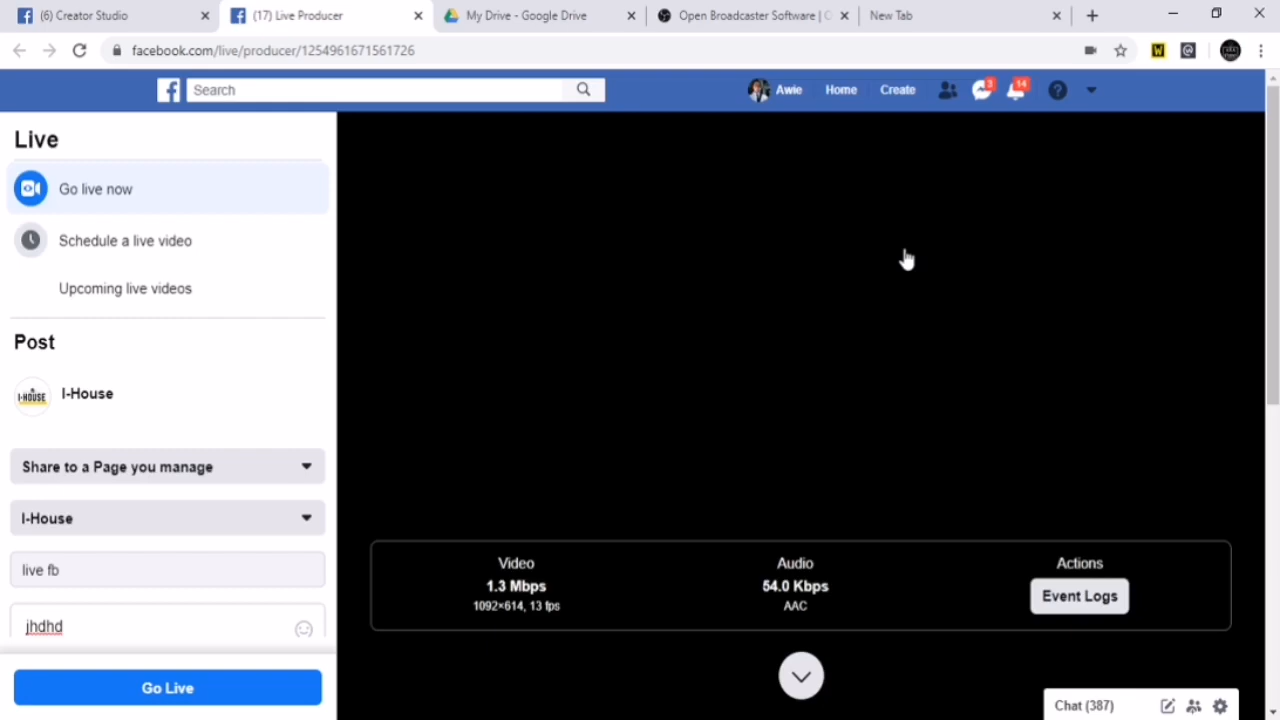 (6) Creator Studio
(17) Live Producer
My Drive - Google Drive
Open Broadcaster Software | O
New Tab
facebook.com/live/producer/1254961671561726
Search
Awie
Home
Create
3
14
Live
Go live now
Schedule a live video
Upcoming live videos
Post
I-HOUSE
I-House
Share to a Page you manage
I-House
live fb
jhdhd
Go Live
Video
1.3 Mbps
1092×614, 13 fps
Audio
54.0 Kbps
AAC
Actions
Event Logs
Chat (387)